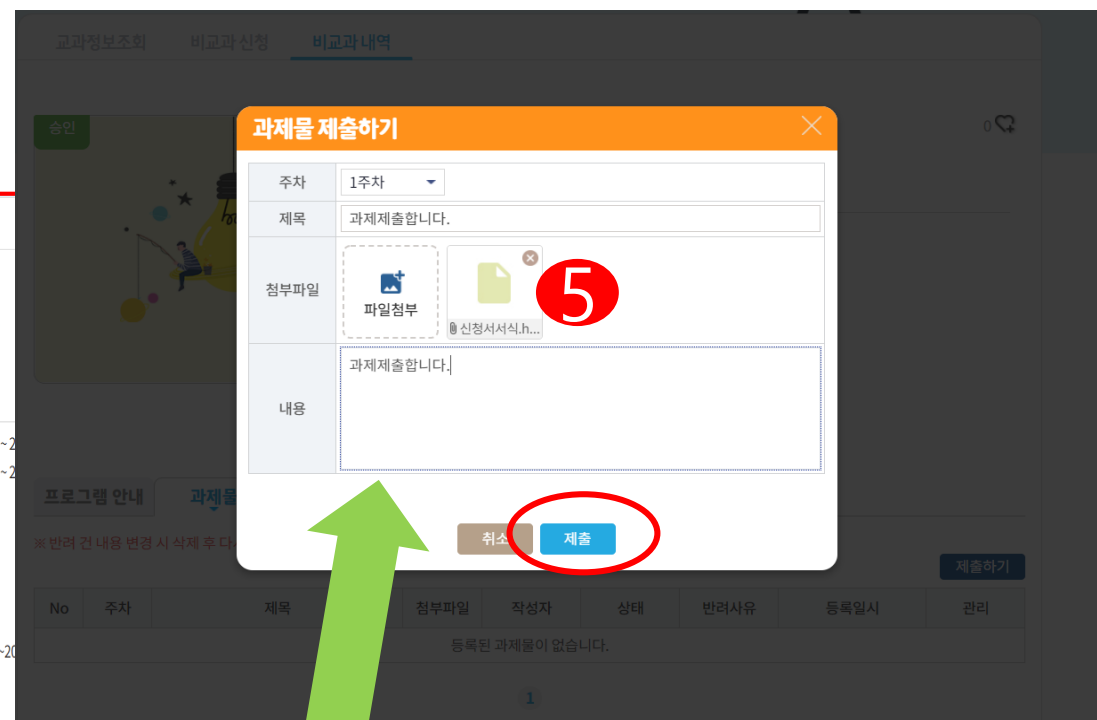 교과정보조회 비교과 신청 비교과 내역
승인
0
과제물 제출하기
주차 1주차
제목 과제제출합니다.
첨부파일 파일첨부 신청서서식.h...
5
내용 과제제출합니다.
취소 제출
~2
~2
프로그램 안내 과제물
※ 반려 건 내용 변경 시 삭제 후 다
제출하기
No 주차 제목 첨부파일 작성자 상태 반려사유 등록일시 관리
등록된 과제물이 없습니다.
~20
1